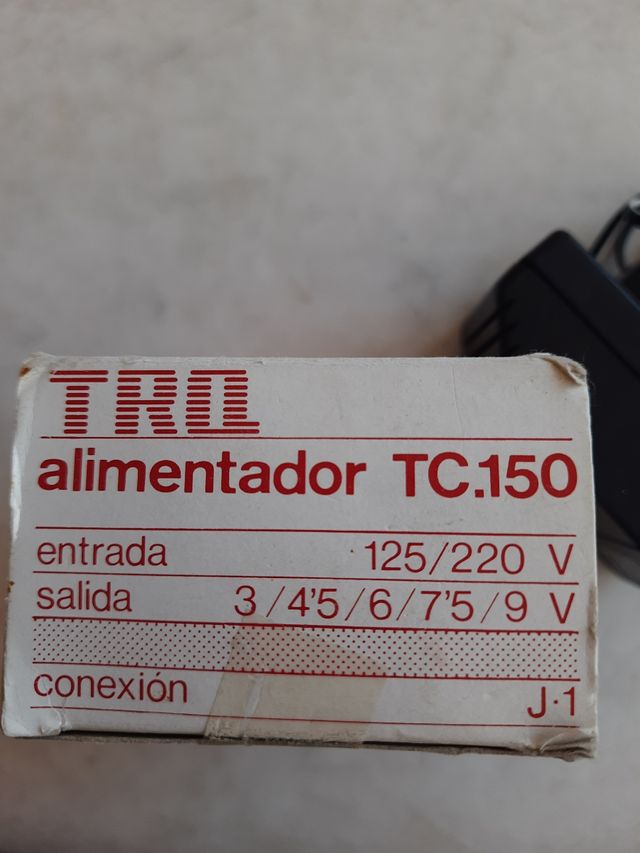 TRQ
alimentador TC.150
entrada 125/220 V
salida 3/4'5/6/7'5/9 V
conexión J·1